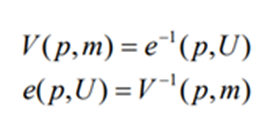 V(p,m) = e⁻¹(p,U)
e(p,U) = V⁻¹(p,m)